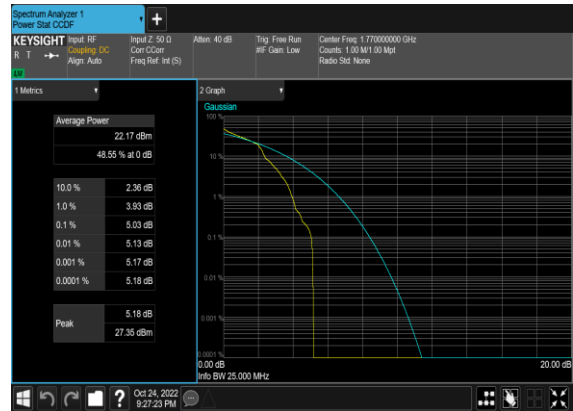 Spectrum Analyzer 1
Power Stat CCDF
KEYSIGHT
R T
LXI
Input: RF
Coupling: DC
Align: Auto
Input Z: 50 Ω
Corr CCorr
Freq Ref: Int (S)
Atten: 40 dB
Trig: Free Run
#IF Gain: Low
Center Freq: 1.770000000 GHz
Counts: 1.00 M/1.00 Mpt
Radio Std: None
1 Metrics
Average Power
22.17 dBm
48.55 % at 0 dB
10.0 % 2.36 dB
1.0 % 3.93 dB
0.1 % 5.03 dB
0.01 % 5.13 dB
0.001 % 5.17 dB
0.0001 % 5.18 dB
Peak
5.18 dB
27.35 dBm
2 Graph
Gaussian
100 %
10 %
1 %
0.1 %
0.01 %
0.001 %
0.0001 %
0.00 dB
20.00 dB
Info BW 25.000 MHz
?
Oct 24, 2022
9:27:23 PM